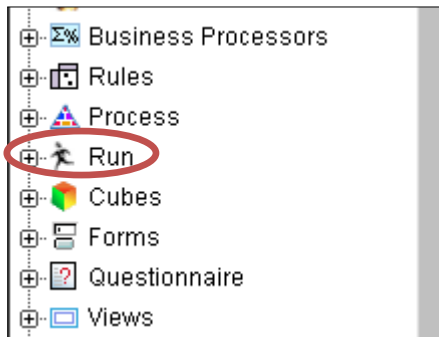 Business Processors
Rules
Process
Run
Cubes
Forms
Questionnaire
Views